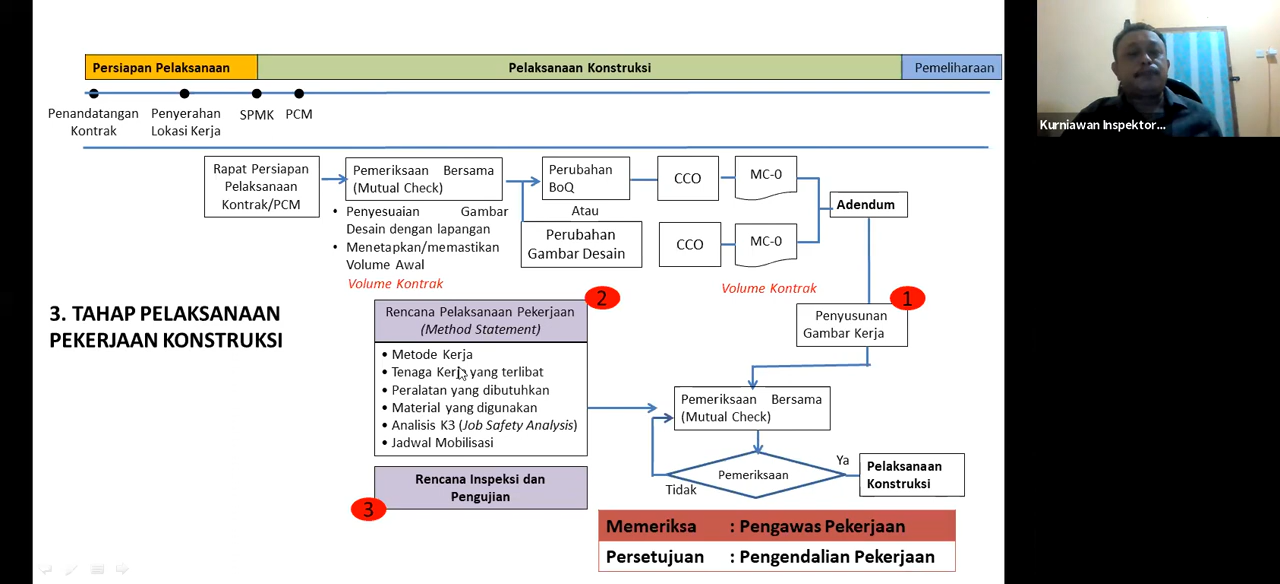 Persiapan Pelaksanaan
Pelaksanaan Konstruksi
Pemeliharaan
Penandatangan
Kontrak
Penyerahan
Lokasi Kerja
SPMK
PCM
Rapat Persiapan
Pelaksanaan
Kontrak/PCM
Pemeriksaan Bersama
(Mutual Check)
• Penyesuaian Gambar
Desain dengan lapangan
• Menetapkan/memastikan
Volume Awal
Volume Kontrak
Perubahan
BoQ
Atau
Perubahan
Gambar Desain
CCO
MC-0
CCO
MC-0
Volume Kontrak
Adendum
1
Penyusunan
Gambar Kerja
3. TAHAP PELAKSANAAN
PEKERJAAN KONSTRUKSI
2
Rencana Pelaksanaan Pekerjaan
(Method Statement)
• Metode Kerja
• Tenaga Kerja yang terlibat
• Peralatan yang dibutuhkan
• Material yang digunakan
• Analisis K3 (Job Safety Analysis)
• Jadwal Mobilisasi
Rencana Inspeksi dan
Pengujian
3
Pemeriksaan Bersama
(Mutual Check)
Pemeriksaan
Ya
Tidak
Pelaksanaan
Konstruksi
Memeriksa : Pengawas Pekerjaan
Persetujuan : Pengendalian Pekerjaan
Kurniawan Inspektor...